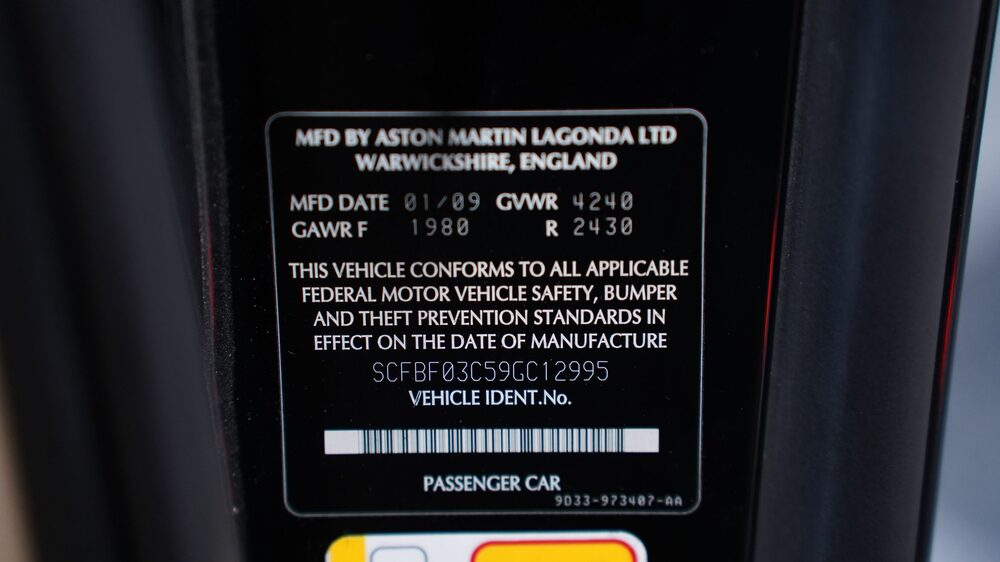 MFD BY ASTON MARTIN LAGONDA LTD
WARWICKSHIRE, ENGLAND
MFD DATE 01/09 GVWR 4240
GAWR F 1980 R 2430
THIS VEHICLE CONFORMS TO ALL APPLICABLE
FEDERAL MOTOR VEHICLE SAFETY, BUMPER
AND THEFT PREVENTION STANDARDS IN
EFFECT ON THE DATE OF MANUFACTURE
SCFBF03C59GC12995
VEHICLE IDENT.No.
PASSENGER CAR
9D33-973407-AA